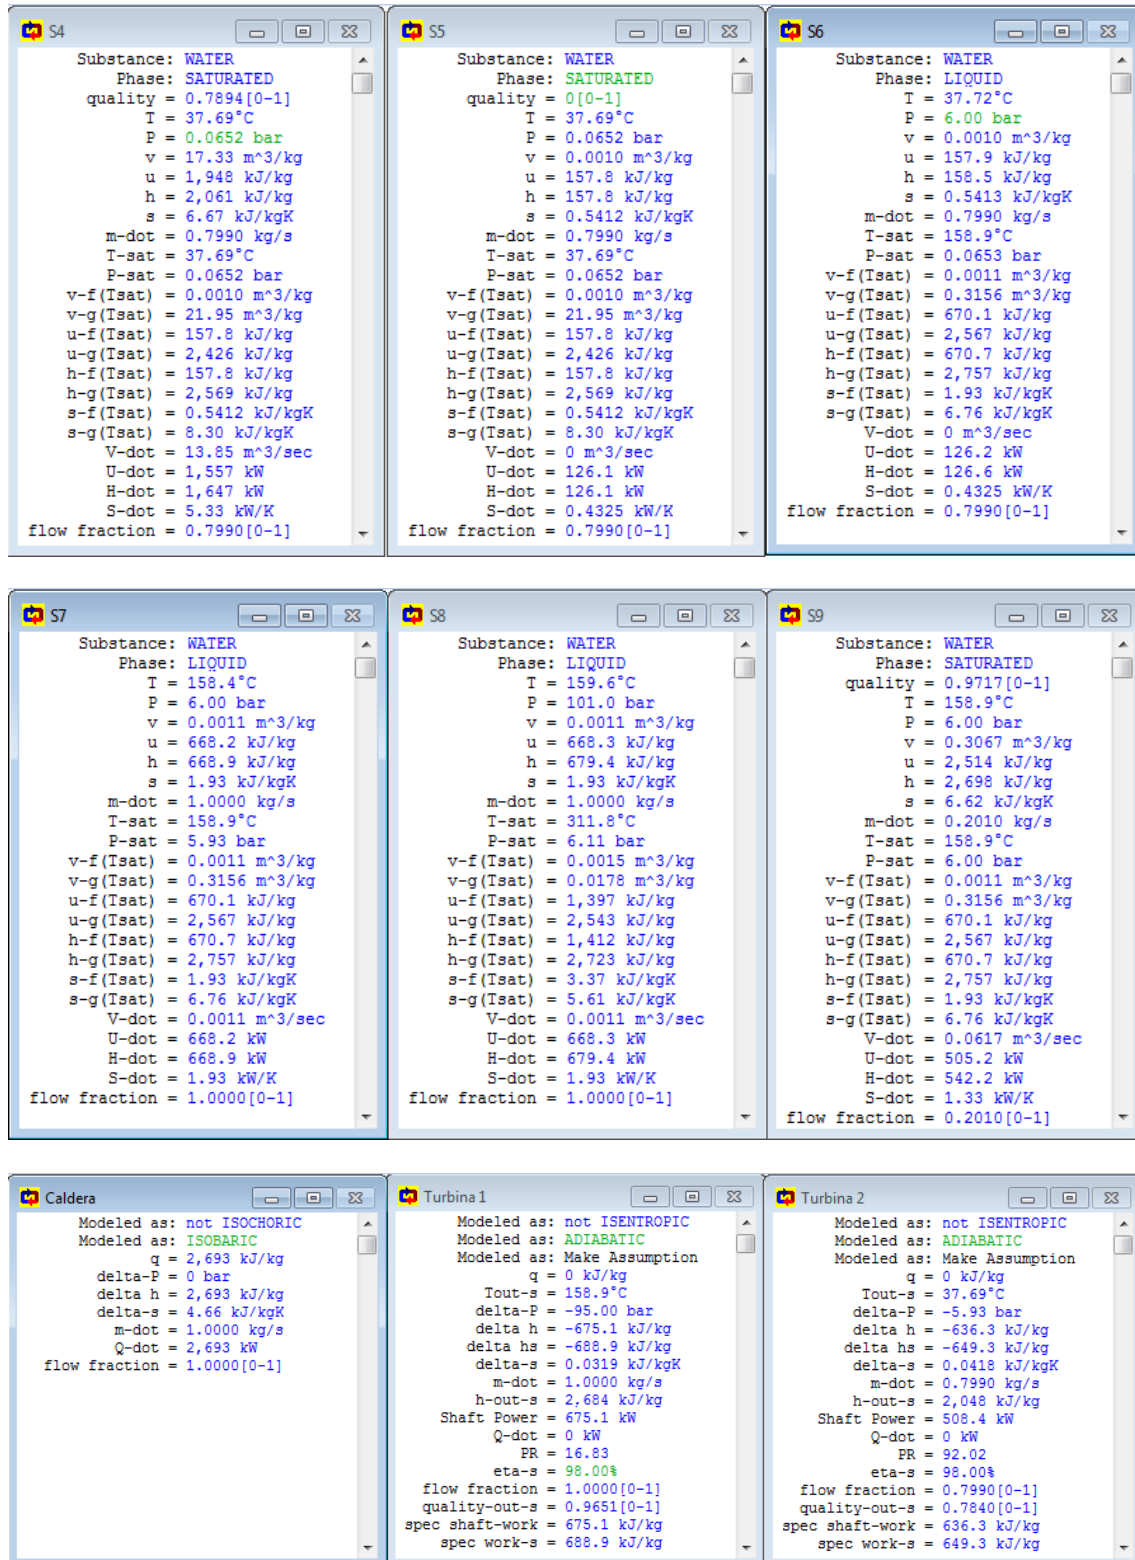 S4
Substance: WATER
Phase: SATURATED
quality = 0.7894[0-1]
T = 37.69°C
P = 0.0652 bar
v = 17.33 m^3/kg
u = 1,948 kJ/kg
h = 2,061 kJ/kg
s = 6.67 kJ/kgK
m-dot = 0.7990 kg/s
T-sat = 37.69°C
P-sat = 0.0652 bar
v-f(Tsat) = 0.0010 m^3/kg
v-g(Tsat) = 21.95 m^3/kg
u-f(Tsat) = 157.8 kJ/kg
u-g(Tsat) = 2,426 kJ/kg
h-f(Tsat) = 157.8 kJ/kg
h-g(Tsat) = 2,569 kJ/kg
s-f(Tsat) = 0.5412 kJ/kgK
s-g(Tsat) = 8.30 kJ/kgK
V-dot = 13.85 m^3/sec
U-dot = 1,557 kW
H-dot = 1,647 kW
S-dot = 5.33 kW/K
flow fraction = 0.7990[0-1]
S5
Substance: WATER
Phase: SATURATED
quality = 0[0-1]
T = 37.69°C
P = 0.0652 bar
v = 0.0010 m^3/kg
u = 157.8 kJ/kg
h = 157.8 kJ/kg
s = 0.5412 kJ/kgK
m-dot = 0.7990 kg/s
T-sat = 37.69°C
P-sat = 0.0652 bar
v-f(Tsat) = 0.0010 m^3/kg
v-g(Tsat) = 21.95 m^3/kg
u-f(Tsat) = 157.8 kJ/kg
u-g(Tsat) = 2,426 kJ/kg
h-f(Tsat) = 157.8 kJ/kg
h-g(Tsat) = 2,569 kJ/kg
s-f(Tsat) = 0.5412 kJ/kgK
s-g(Tsat) = 8.30 kJ/kgK
V-dot = 0 m^3/sec
U-dot = 126.1 kW
H-dot = 126.1 kW
S-dot = 0.4325 kW/K
flow fraction = 0.7990[0-1]
S6
Substance: WATER
Phase: LIQUID
T = 37.72°C
P = 6.00 bar
v = 0.0010 m^3/kg
u = 157.9 kJ/kg
h = 158.5 kJ/kg
s = 0.5413 kJ/kgK
m-dot = 0.7990 kg/s
T-sat = 158.9°C
P-sat = 0.0653 bar
v-f(Tsat) = 0.0011 m^3/kg
v-g(Tsat) = 0.3156 m^3/kg
u-f(Tsat) = 670.1 kJ/kg
u-g(Tsat) = 2,567 kJ/kg
h-f(Tsat) = 670.7 kJ/kg
h-g(Tsat) = 2,757 kJ/kg
s-f(Tsat) = 1.93 kJ/kgK
s-g(Tsat) = 6.76 kJ/kgK
V-dot = 0 m^3/sec
U-dot = 126.2 kW
H-dot = 126.6 kW
S-dot = 0.4325 kW/K
flow fraction = 0.7990[0-1]
S7
Substance: WATER
Phase: LIQUID
T = 158.4°C
P = 6.00 bar
v = 0.0011 m^3/kg
u = 668.2 kJ/kg
h = 668.9 kJ/kg
s = 1.93 kJ/kgK
m-dot = 1.0000 kg/s
T-sat = 158.9°C
P-sat = 5.93 bar
v-f(Tsat) = 0.0011 m^3/kg
v-g(Tsat) = 0.3156 m^3/kg
u-f(Tsat) = 670.1 kJ/kg
u-g(Tsat) = 2,567 kJ/kg
h-f(Tsat) = 670.7 kJ/kg
h-g(Tsat) = 2,757 kJ/kg
s-f(Tsat) = 1.93 kJ/kgK
s-g(Tsat) = 6.76 kJ/kgK
V-dot = 0.0011 m^3/sec
U-dot = 668.2 kW
H-dot = 668.9 kW
S-dot = 1.93 kW/K
flow fraction = 1.0000[0-1]
S8
Substance: WATER
Phase: LIQUID
T = 159.6°C
P = 101.0 bar
v = 0.0011 m^3/kg
u = 668.3 kJ/kg
h = 679.4 kJ/kg
s = 1.93 kJ/kgK
m-dot = 1.0000 kg/s
T-sat = 311.8°C
P-sat = 6.11 bar
v-f(Tsat) = 0.0015 m^3/kg
v-g(Tsat) = 0.0178 m^3/kg
u-f(Tsat) = 1,397 kJ/kg
u-g(Tsat) = 2,543 kJ/kg
h-f(Tsat) = 1,412 kJ/kg
h-g(Tsat) = 2,723 kJ/kg
s-f(Tsat) = 3.37 kJ/kgK
s-g(Tsat) = 5.61 kJ/kgK
V-dot = 0.0011 m^3/sec
U-dot = 668.3 kW
H-dot = 679.4 kW
S-dot = 1.93 kW/K
flow fraction = 1.0000[0-1]
S9
Substance: WATER
Phase: SATURATED
quality = 0.9717[0-1]
T = 158.9°C
P = 6.00 bar
v = 0.3067 m^3/kg
u = 2,514 kJ/kg
h = 2,698 kJ/kg
s = 6.62 kJ/kgK
m-dot = 0.2010 kg/s
T-sat = 158.9°C
P-sat = 6.00 bar
v-f(Tsat) = 0.0011 m^3/kg
v-g(Tsat) = 0.3156 m^3/kg
u-f(Tsat) = 670.1 kJ/kg
u-g(Tsat) = 2,567 kJ/kg
h-f(Tsat) = 670.7 kJ/kg
h-g(Tsat) = 2,757 kJ/kg
s-f(Tsat) = 1.93 kJ/kgK
s-g(Tsat) = 6.76 kJ/kgK
V-dot = 0.0617 m^3/sec
U-dot = 505.2 kW
H-dot = 542.2 kW
S-dot = 1.33 kW/K
flow fraction = 0.2010[0-1]
Caldera
Modeled as: not ISOCHORIC
Modeled as: ISOBARIC
q = 2,693 kJ/kg
delta-P = 0 bar
delta h = 2,693 kJ/kg
delta-s = 4.66 kJ/kgK
m-dot = 1.0000 kg/s
Q-dot = 2,693 kW
flow fraction = 1.0000[0-1]
Turbina 1
Modeled as: not ISENTROPIC
Modeled as: ADIABATIC
Modeled as: Make Assumption
q = 0 kJ/kg
Tout-s = 158.9°C
delta-P = -95.00 bar
delta h = -675.1 kJ/kg
delta hs = -688.9 kJ/kg
delta-s = 0.0319 kJ/kgK
m-dot = 1.0000 kg/s
h-out-s = 2,684 kJ/kg
Shaft Power = 675.1 kW
Q-dot = 0 kW
PR = 16.83
eta-s = 98.00%
flow fraction = 1.0000[0-1]
quality-out-s = 0.9651[0-1]
spec shaft-work = 675.1 kJ/kg
spec work-s = 688.9 kJ/kg
Turbina 2
Modeled as: not ISENTROPIC
Modeled as: ADIABATIC
Modeled as: Make Assumption
q = 0 kJ/kg
Tout-s = 37.69°C
delta-P = -5.93 bar
delta h = -636.3 kJ/kg
delta hs = -649.3 kJ/kg
delta-s = 0.0418 kJ/kgK
m-dot = 0.7990 kg/s
h-out-s = 2,048 kJ/kg
Shaft Power = 508.4 kW
Q-dot = 0 kW
PR = 92.02
eta-s = 98.00%
flow fraction = 0.7990[0-1]
quality-out-s = 0.7840[0-1]
spec shaft-work = 636.3 kJ/kg
spec work-s = 649.3 kJ/kg